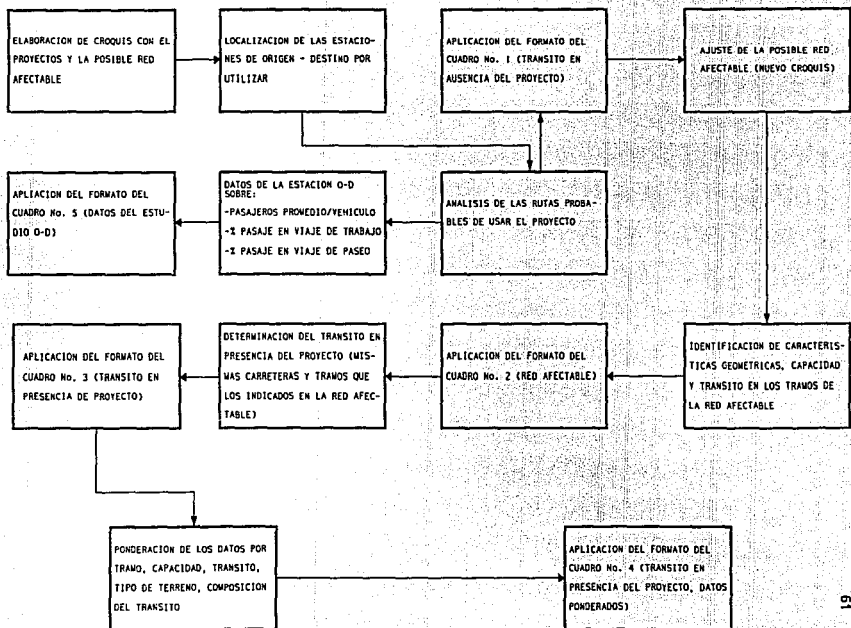 ELABORACION DE CROQUIS CON EL
PROYECTOS Y LA POSIBLE RED
AFECTABLE
LOCALIZACION DE LAS ESTACIO-
NES DE ORIGEN - DESTINO POR
UTILIZAR
APLICACION DEL FORMATO DEL
CUADRO No. 1 (TRANSITO EN
AUSENCIA DEL PROYECTO)
AJUSTE DE LA POSIBLE RED
AFECTABLE (NUEVO CROQUIS)
APLIACION DEL FORMATO DEL
CUADRO No. 5 (DATOS DEL ESTU-
DIO O-D)
DATOS DE LA ESTACION O-D
SOBRE:
-PASAJEROS PROMEDIO/VEHICULO
-% PASAJE EN VIAJE DE TRABAJO
-% PASAJE EN VIAJE DE PASEO
ANALISIS DE LAS RUTAS PROBA-
BLES DE USAR EL PROYECTO
APLICACION DEL FORMATO DEL
CUADRO No. 3 (TRANSITO EN
PRESENCIA DE PROYECTO)
DETERMINACION DEL TRANSITO EN
PRESENCIA DEL PROYECTO (MIS-
MAS CARRETERAS Y TRAMOS QUE
LOS INDICADOS EN LA RED AFEC-
TABLE)
APLICACION DEL FORMATO DEL
CUADRO No. 2 (RED AFECTABLE)
IDENTIFICACION DE CARACTERIS-
TICAS GEOMETRICAS, CAPACIDAD
Y TRANSITO EN LOS TRAMOS DE
LA RED AFECTABLE
PONDERACION DE LOS DATOS POR
TRAMO, CAPACIDAD, TRANSITO,
TIPO DE TERRENO, COMPOSICION
DEL TRANSITO
APLICACION DEL FORMATO DEL
CUADRO No. 4 (TRANSITO EN
PRESENCIA DEL PROYECTO, DATOS
PONDERADOS)
61